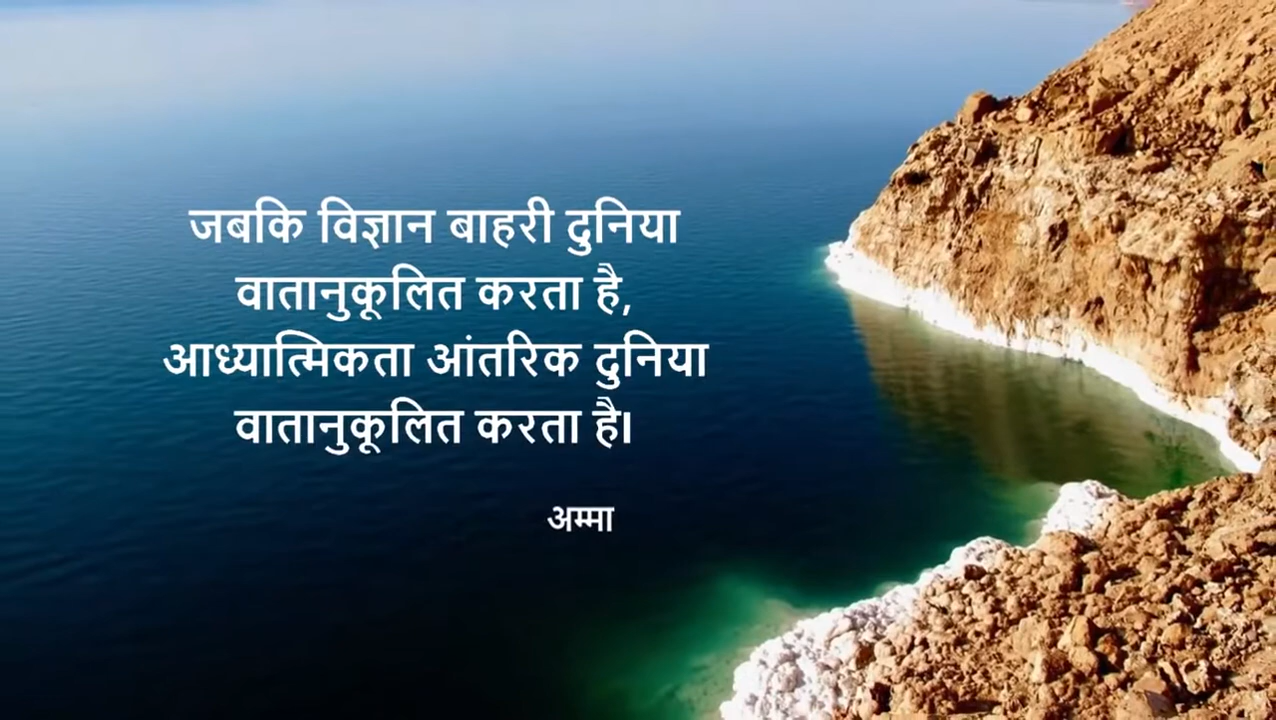 जबकि विज्ञान बाहरी दुनिया
वातानुकूलित करता है,
आध्यात्मिकता आंतरिक दुनिया
वातानुकूलित करता है।
अम्मा